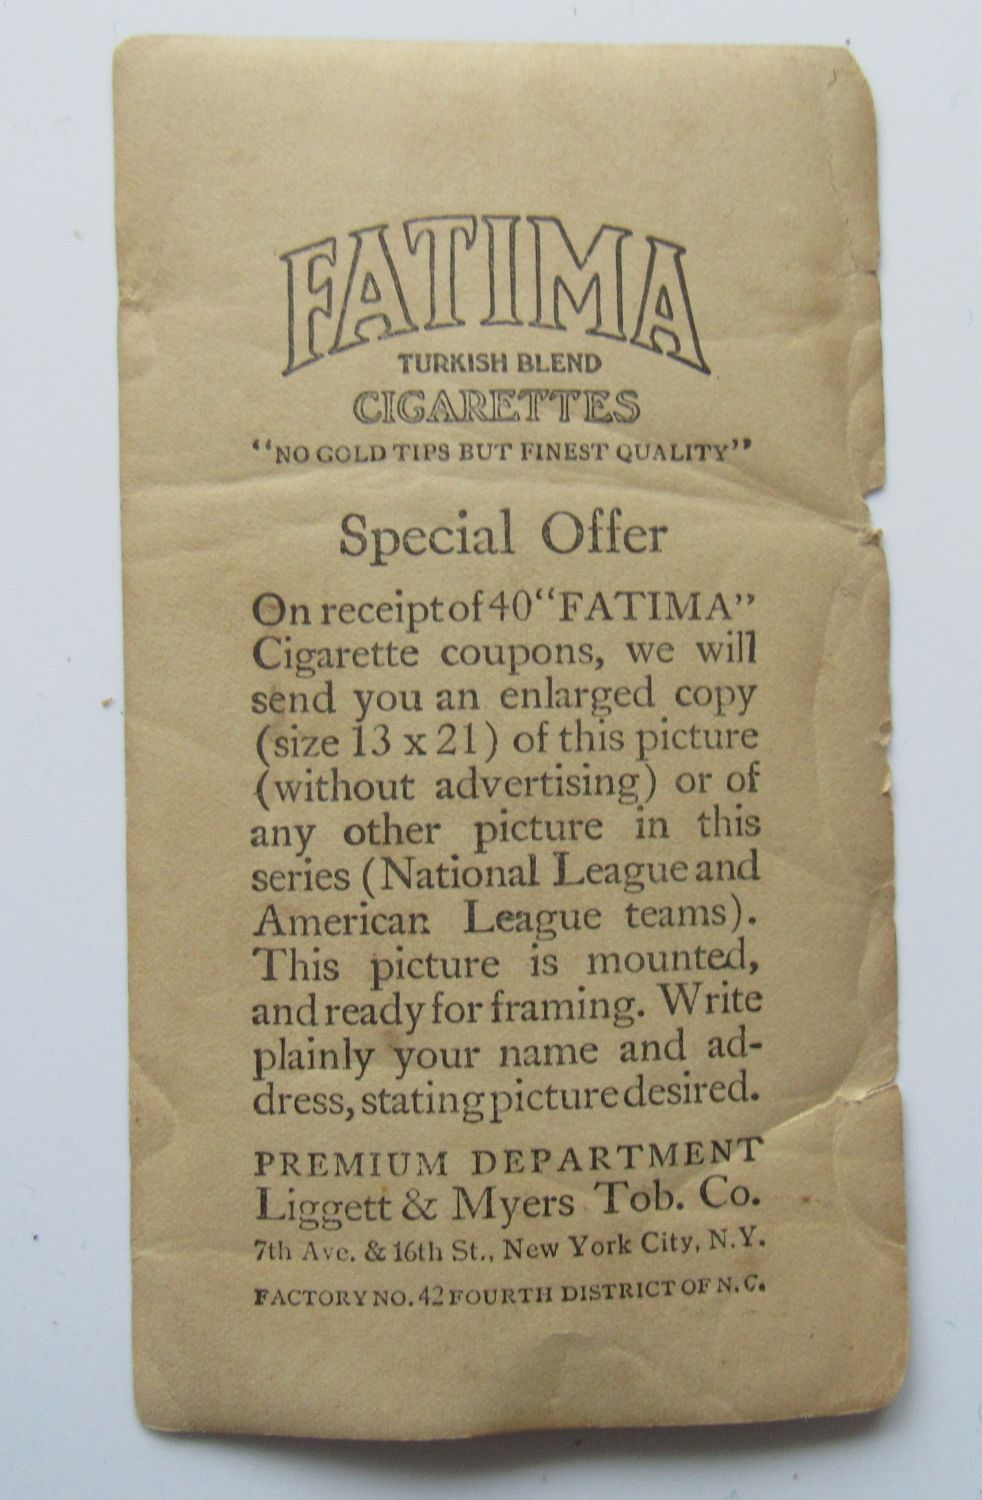 FATIMA
TURKISH BLEND
CIGARETTES
“NO GOLD TIPS BUT FINEST QUALITY”
Special Offer
On receipt of 40 “FATIMA”
Cigarette coupons, we will
send you an enlarged copy
(size 13 x 21) of this picture
(without advertising) or of
any other picture in this
series (National League and
American League teams).
This picture is mounted,
and ready for framing. Write
plainly your name and ad-
dress, stating picture desired.
PREMIUM DEPARTMENT
Liggett & Myers Tob. Co.
7th Ave. & 16th St., New York City, N.Y.
FACTORY NO. 42 FOURTH DISTRICT OF N.C.